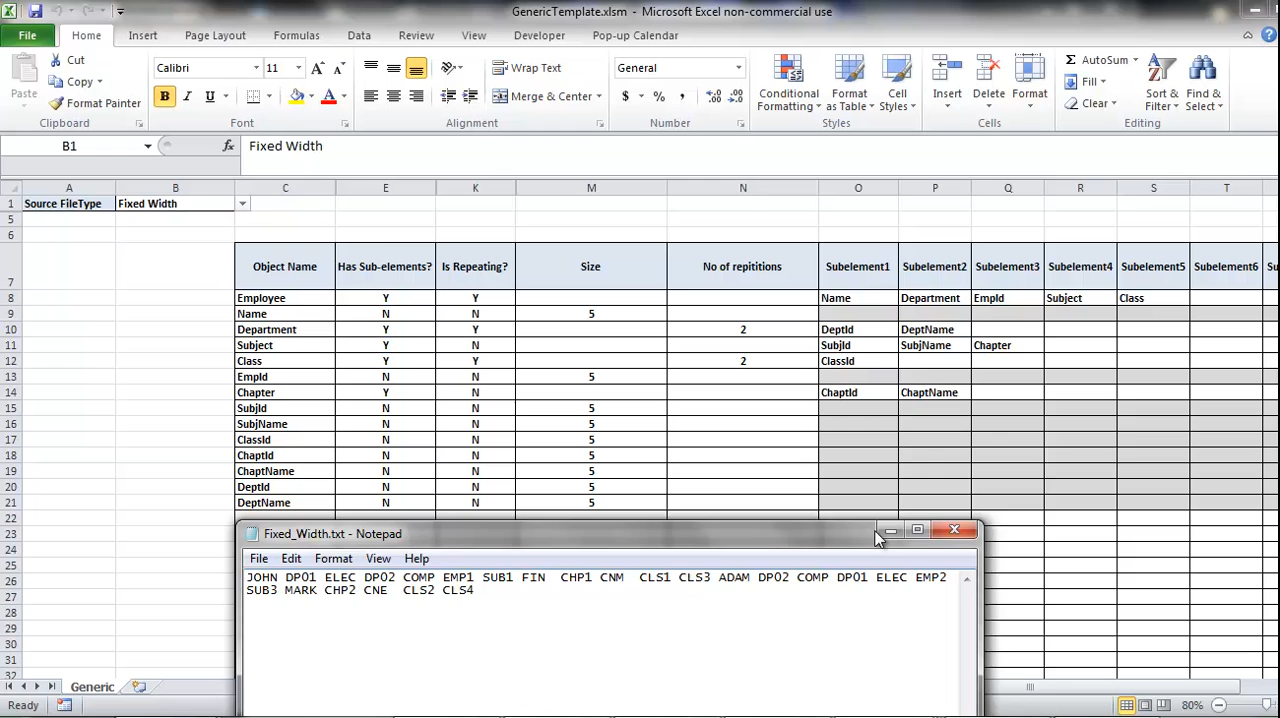 GenericTemplate.xlsm - Microsoft Excel non-commercial use
File Home Insert Page Layout Formulas Data Review View Developer Pop-up Calendar
Paste Cut Copy Format Painter
Calibri 11
B I U A
Wrap Text
Merge & Center
General
$ % ,
Conditional Formatting Format as Table Cell Styles
Insert Delete Format
Σ AutoSum
Fill
Clear
Sort & Filter Find & Select
Clipboard Font Alignment Number Styles Cells Editing
B1 fx Fixed Width
A B C E K M N O P Q R S T
1 Source FileType Fixed Width
5
6
7 Object Name Has Sub-elements? Is Repeating? Size No of repititions Subelement1 Subelement2 Subelement3 Subelement4 Subelement5 Subelement6
8 Employee Y Y Name Department EmpId Subject Class
9 Name N N 5
10 Department Y Y 2 DeptId DeptName
11 Subject Y N SubjId SubjName Chapter
12 Class Y Y 2 ClassId
13 EmpId N N 5
14 Chapter Y N ChaptId ChaptName
15 SubjId N N 5
16 SubjName N N 5
17 ClassId N N 5
18 ChaptId N N 5
19 ChaptName N N 5
20 DeptId N N 5
21 DeptName N N 5
22
23
24
25
26
27
28
29
30
31
32
Fixed_Width.txt - Notepad
File Edit Format View Help
JOHN DP01 ELEC DP02 COMP EMP1 SUB1 FIN CHP1 CNM CLS1 CLS3 ADAM DP02 COMP DP01 ELEC EMP2
SUB3 MARK CHP2 CNE CLS2 CLS4
Generic
Ready 80%